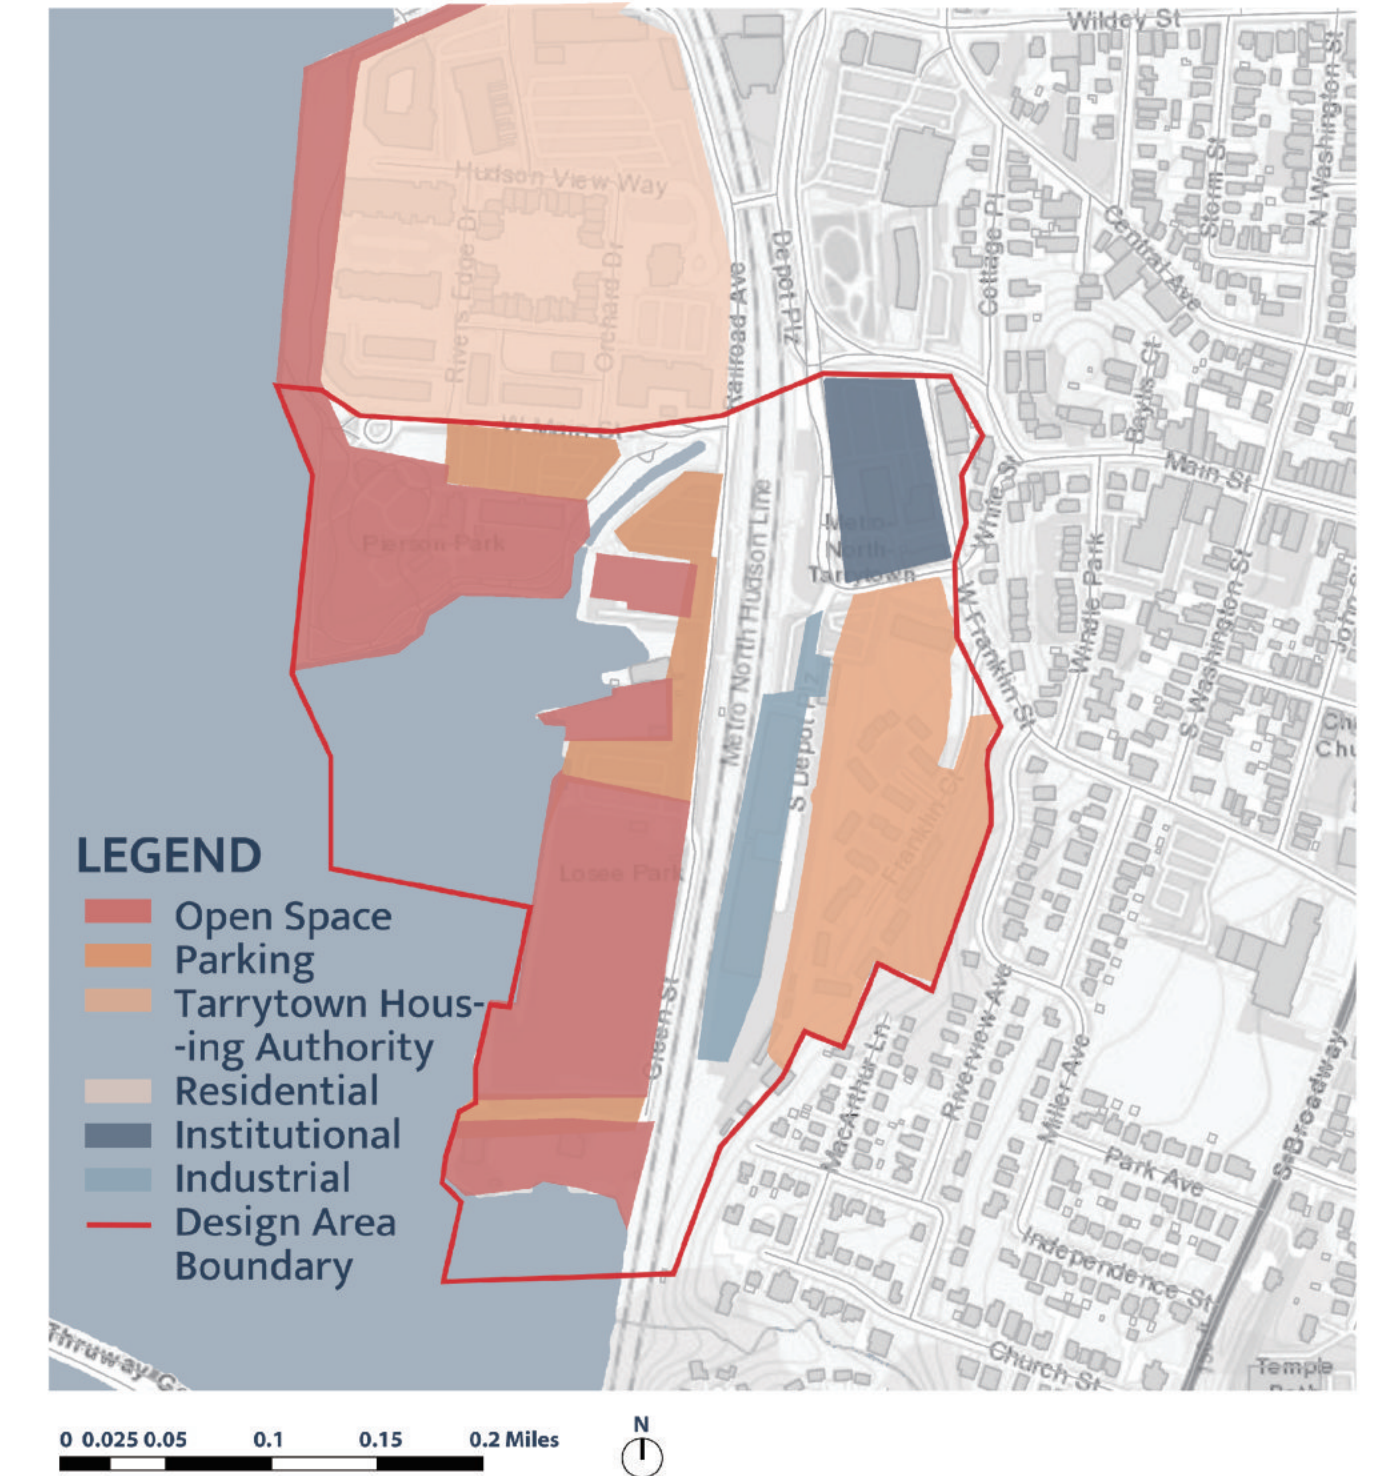 Wildey St
N Washington St
Storm St
Hudson View Way
Central Ave
Cottage Pl
Rivers Edge Dr
Orchard Dr
Depot Plz
Railroad Ave
Bayls Ct
W Main St
Main St
White St
Metro-
North
Tarrytown
Pierson Park
Metro North Hudson Line
W Franklin St
Windle Park
S Washington St
S Depot Plz
Franklin Ct
Losee Park
Green St
LEGEND
Open Space
Parking
Tarrytown Hous-
-ing Authority
Residential
Institutional
Industrial
Design Area
Boundary
MacArthur Ln
Riverview Ave
Miller Ave
Park Ave
S Broadway
Independence St
Church St
Temple
Thruway
0 0.025 0.05 0.1 0.15 0.2 Miles
N